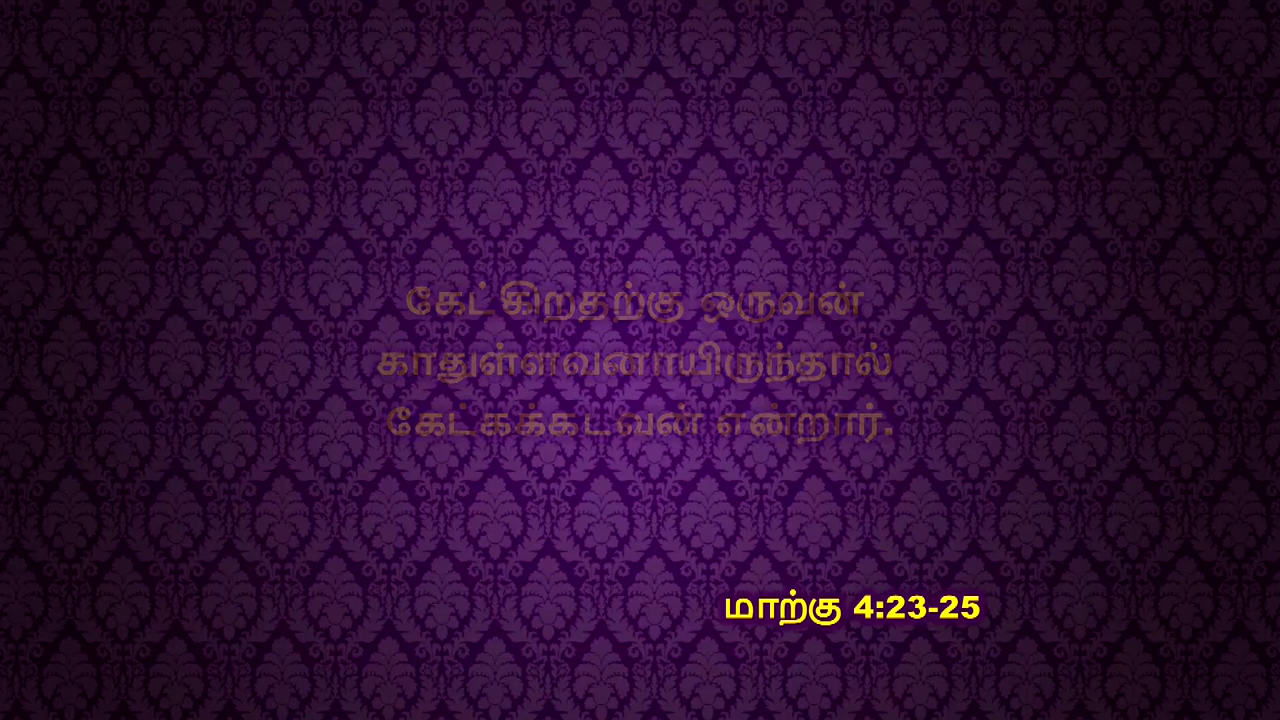 கேட்கிறதற்கு ஒருவன்
காதுள்ளவனாயிருந்தால்
கேட்கக்கடவன் என்றார்.
மாற்கு 4:23-25